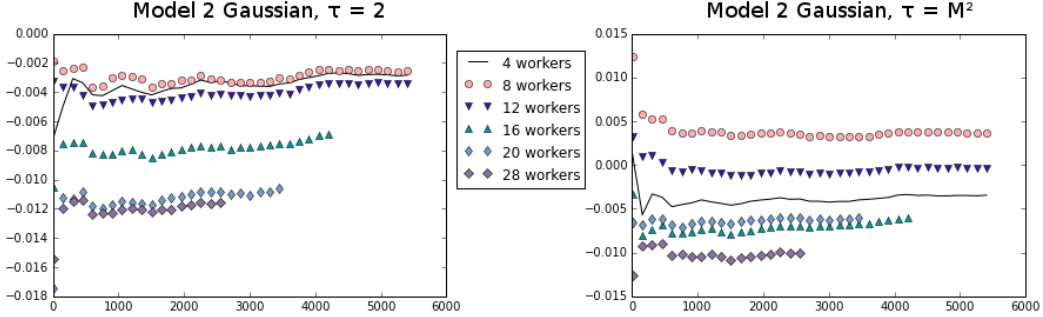 Model 2 Gaussian, τ = 2
0.000
−0.002
−0.004
−0.006
−0.008
−0.010
−0.012
−0.014
−0.016
−0.018
0 1000 2000 3000 4000 5000 6000
4 workers
8 workers
12 workers
16 workers
20 workers
28 workers
Model 2 Gaussian, τ = M²
0.015
0.010
0.005
0.000
−0.005
−0.010
−0.015
0 1000 2000 3000 4000 5000 6000